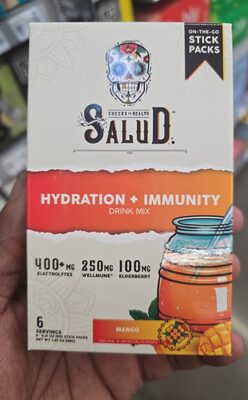 ON-THE-GO
STICK
PACKS
CHEERS TO HEALTH
SALUD.
HYDRATION + IMMUNITY
DRINK MIX
400+MG
ELECTROLYTES
250MG
WELLMUNE®
100MG
ELDERBERRY
6
SERVINGS
MANGO